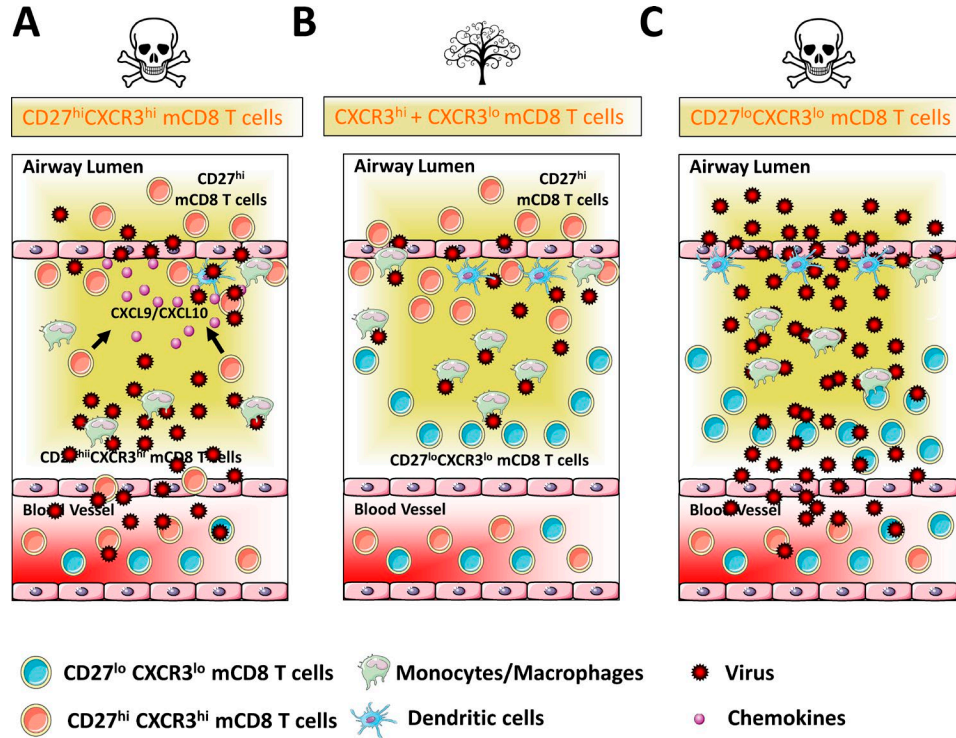 A
B
C
CD27hiCXCR3hi mCD8 T cells
CXCR3hi + CXCR3lo mCD8 T cells
CD27loCXCR3lo mCD8 T cells
Airway Lumen
CD27hi
mCD8 T cells
CXCL9/CXCL10
CD27hiiCXCR3hi mCD8 T cells
Blood Vessel
Airway Lumen
CD27hi
mCD8 T cells
CD27loCXCR3lo mCD8 T cells
Blood Vessel
Airway Lumen
Blood Vessel
CD27lo CXCR3lo mCD8 T cells
Monocytes/Macrophages
Virus
CD27hi CXCR3hi mCD8 T cells
Dendritic cells
Chemokines